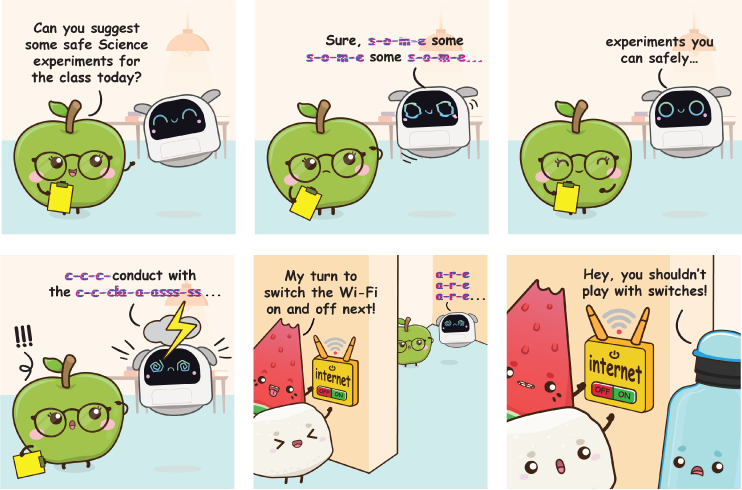 Can you suggest
some safe Science
experiments for
the class today?
Sure, s-o-m-e some
s-o-m-e some s-o-m-e...
experiments you
can safely...
c-c-c-conduct with
the c-c-cla-a-asss-ss...
!!!
My turn to
switch the Wi-Fi
on and off next!
a-r-e
a-r-e
a-r-e...
internet
OFF ON
Hey, you shouldn't
play with switches!
internet
OFF ON